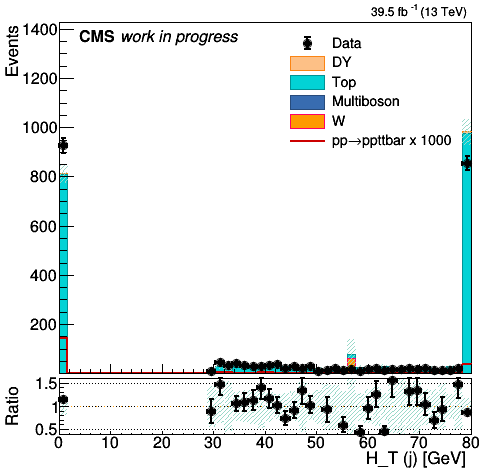 39.5 fb⁻¹ (13 TeV)
CMS work in progress
Data
DY
Top
Multiboson
W
pp→ppttbar x 1000
Events
1400
1200
1000
800
600
400
200
Ratio
1.5
1
0.5
0 10 20 30 40 50 60 70 80
H_T (j) [GeV]